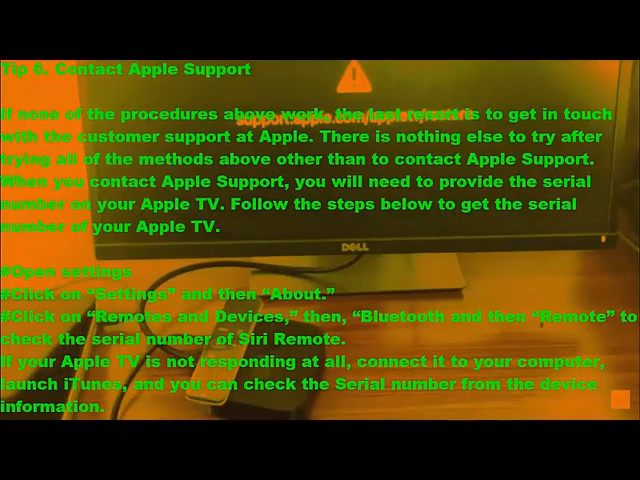 Tip 6. Contact Apple Support
If none of the procedures above work, the last resort is to get in touch
with the customer support at Apple. There is nothing else to try after
trying all of the methods above other than to contact Apple Support.
When you contact Apple Support, you will need to provide the serial
number on your Apple TV. Follow the steps below to get the serial
number of your Apple TV.
#Open settings
#Click on “Settings” and then “About.”
#Click on “Remotes and Devices,” then, “Bluetooth and then “Remote” to
check the serial number of Siri Remote.
If your Apple TV is not responding at all, connect it to your computer,
launch iTunes, and you can check the Serial number from the device
information.
support.apple.com/appletv/restore
DELL